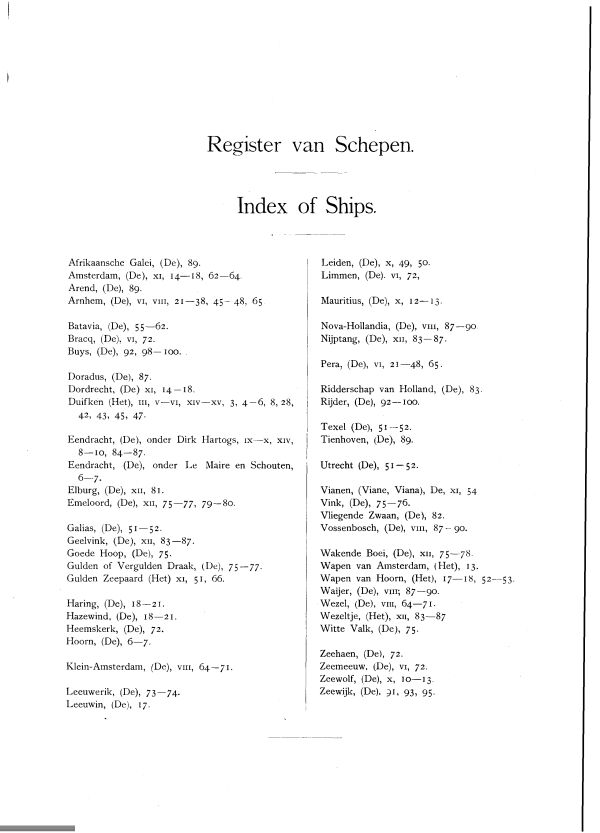 Register van Schepen.
Index of Ships.
Afrikaansche Galei, (De), 89.
Amsterdam, (De), XI, 14—18, 62—64.
Arend, (De), 89.
Arnhem, (De), VI, VIII, 21—38, 45—48, 65
Batavia, (De), 55—62.
Bracq, (De), VI, 72.
Buys, (De), 92, 98—100.
Doradus, (De), 87.
Dordrecht, (De) XI, 14—18.
Duifken (Het), III, V—VI, XIV—XV, 3, 4—6, 8, 28,
42, 43, 45, 47.
Eendracht, (De), onder Dirk Hartogs, IX—X, XIV,
8—10, 84—87.
Eendracht, (De), onder Le Maire en Schouten,
6—7.
Elburg, (De), XII, 81.
Emeloord, (De), XII, 75—77, 79—80.
Galias, (De), 51—52.
Geelvink, (De), XII, 83—87.
Goede Hoop, (De), 75.
Gulden of Vergulden Draak, (De), 75—77.
Gulden Zeepaard (Het) XI, 51, 66.
Haring, (De), 18—21.
Hazewind, (De), 18—21.
Heemskerk, (De), 72.
Hoorn, (De), 6—7.
Klein-Amsterdam, (De), VIII, 64—71.
Leeuwerik, (De), 73—74.
Leeuwin, (De), 17.
Leiden, (De), X, 49, 50.
Limmen, (De). VI, 72,
Mauritius, (De), X, 12—13.
Nova-Hollandia, (De), VIII, 87—90
Nijptang, (De), XII, 83—87.
Pera, (De), VI, 21—48, 65.
Ridderschap van Holland, (De), 83.
Rijder, (De), 92—100.
Texel (De), 51—52.
Tienhoven, (De), 89.
Utrecht (De), 51—52.
Vianen, (Viane, Viana), De, XI, 54
Vink, (De), 75—76.
Vliegende Zwaan, (De), 82.
Vossenbosch, (De), VIII, 87—90.
Wakende Boei, (De), XII, 75—78.
Wapen van Amsterdam, (Het), 13.
Wapen van Hoorn, (Het), 17—18, 52—53.
Waijer, (De), VIII; 87—90.
Wezel, (De), VIII, 64—71.
Wezeltje, (Het), XII, 83—87
Witte Valk, (De), 75.
Zeehaen, (De), 72.
Zeemeeuw, (De), VI, 72.
Zeewolf, (De), X, 10—13.
Zeewijk, (De), 91, 93, 95.